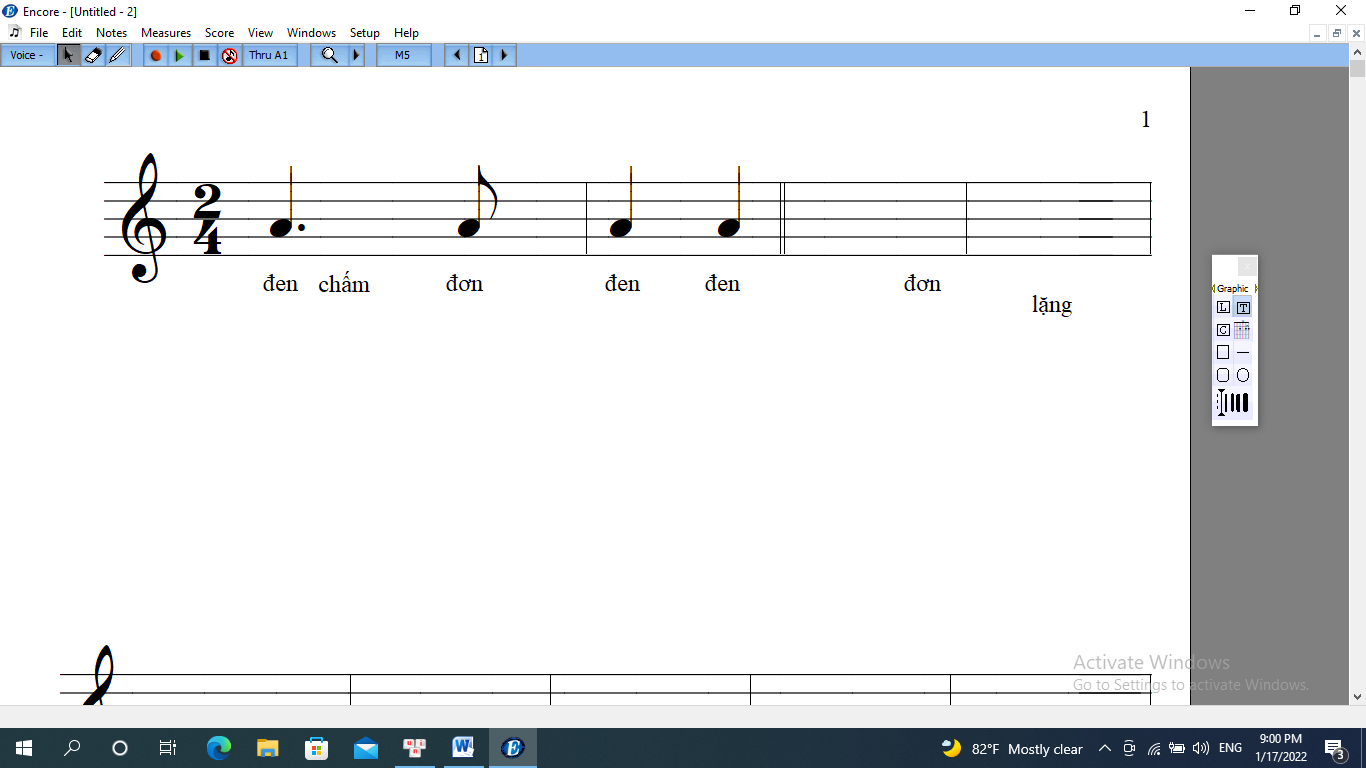 Encore - [Untitled - 2]
File Edit Notes Measures Score View Windows Setup Help
Voice - Thru A1 M5 1
1
2
4
đen chấm đơn đen đen đơn
lặng
Graphic
L T
C
Activate Windows
Go to Settings to activate Windows.
82°F Mostly clear ENG 9:00 PM
1/17/2022 3